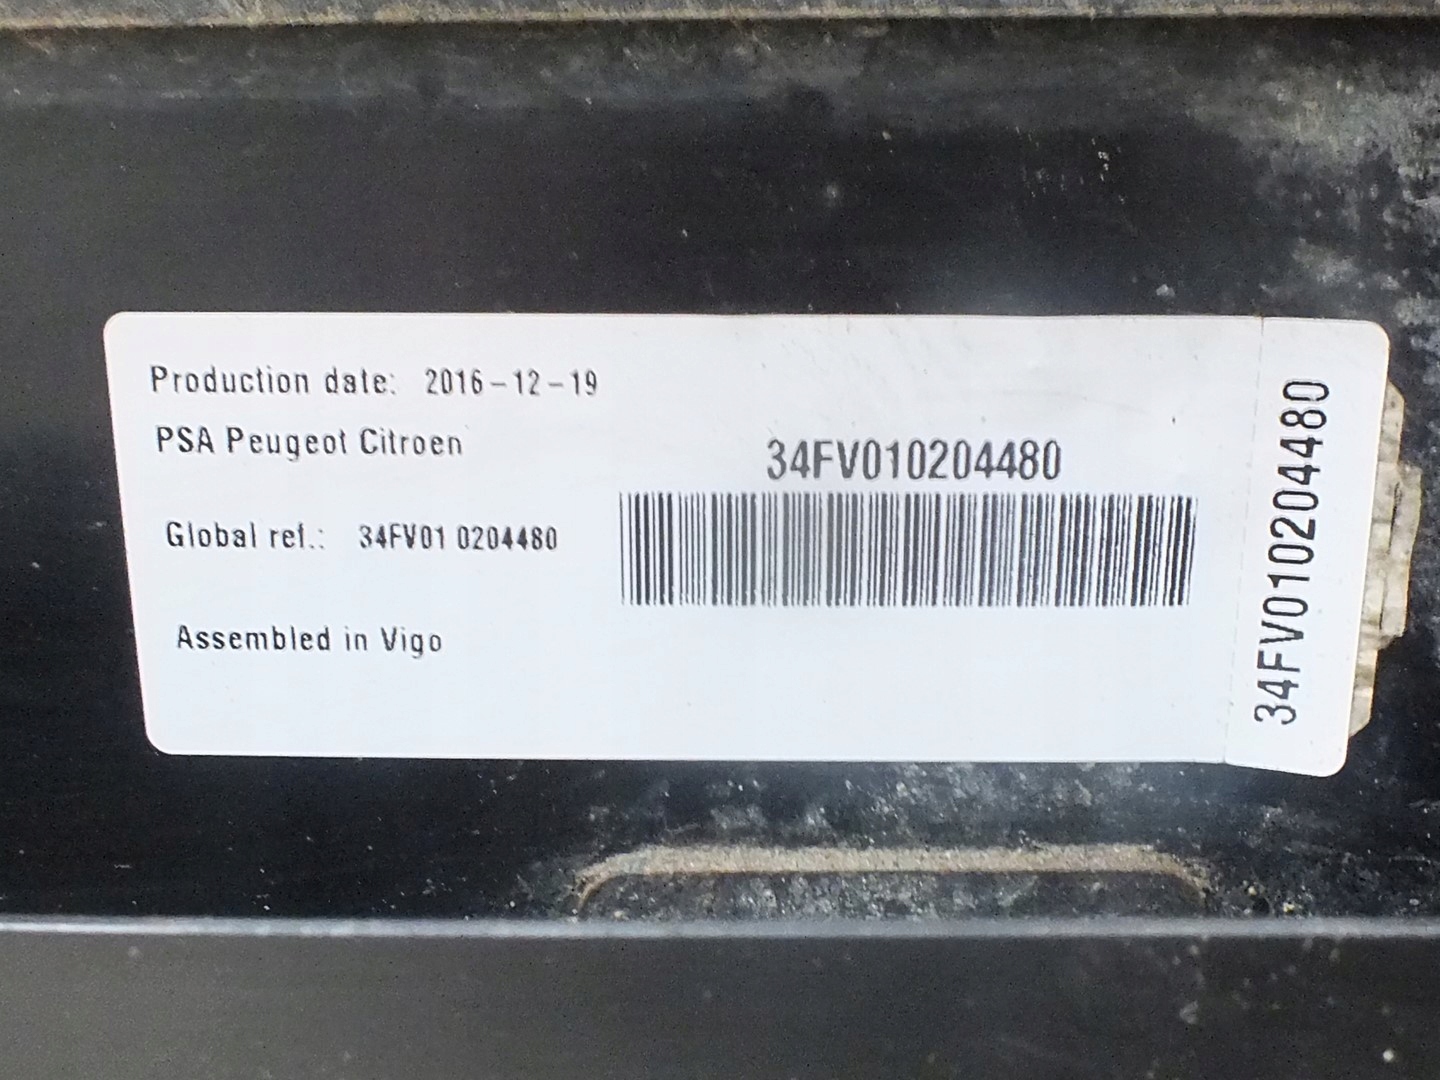 Production date: 2016-12-19
PSA Peugeot Citroen
34FV010204480
Global ref.: 34FV01 0204480
Assembled in Vigo
34FV010204480